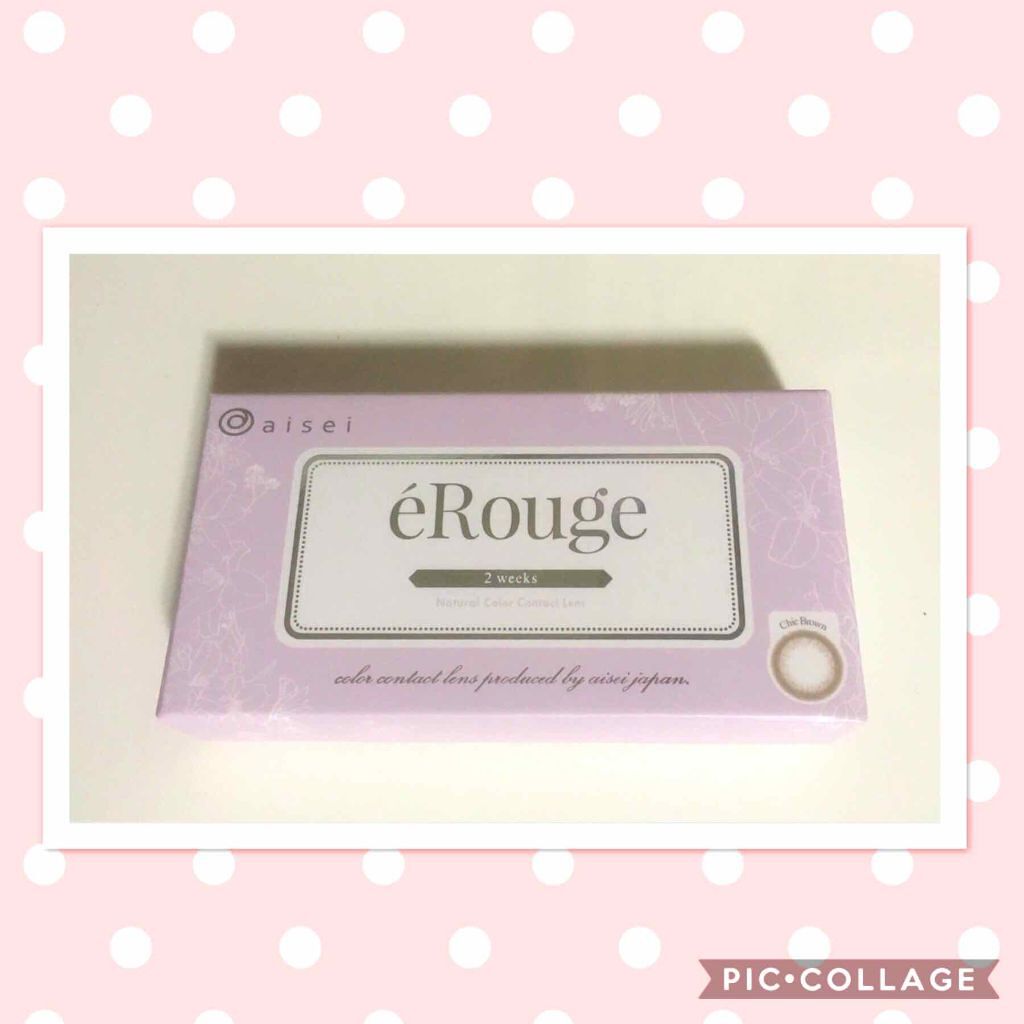 aisei
éRouge
2 weeks
Natural Color Contact Lens
Chic Brown
color contact lens produced by aisei japan.
PIC•COLLAGE